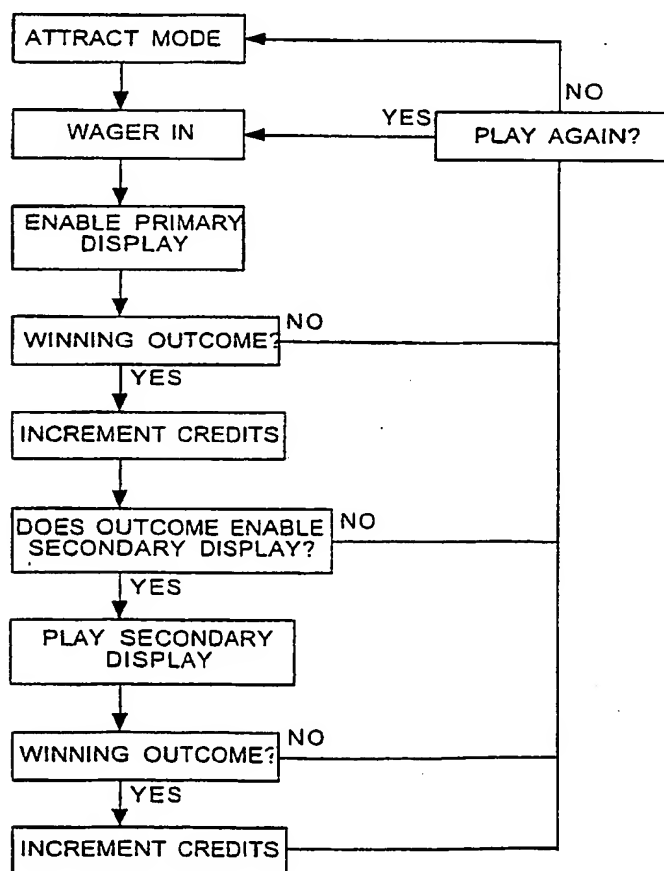 ATTRACT MODE
NO
WAGER IN
YES
PLAY AGAIN?
ENABLE PRIMARY
DISPLAY
WINNING OUTCOME?
NO
YES
INCREMENT CREDITS
DOES OUTCOME ENABLE
SECONDARY DISPLAY?
NO
YES
PLAY SECONDARY
DISPLAY
WINNING OUTCOME?
NO
YES
INCREMENT CREDITS